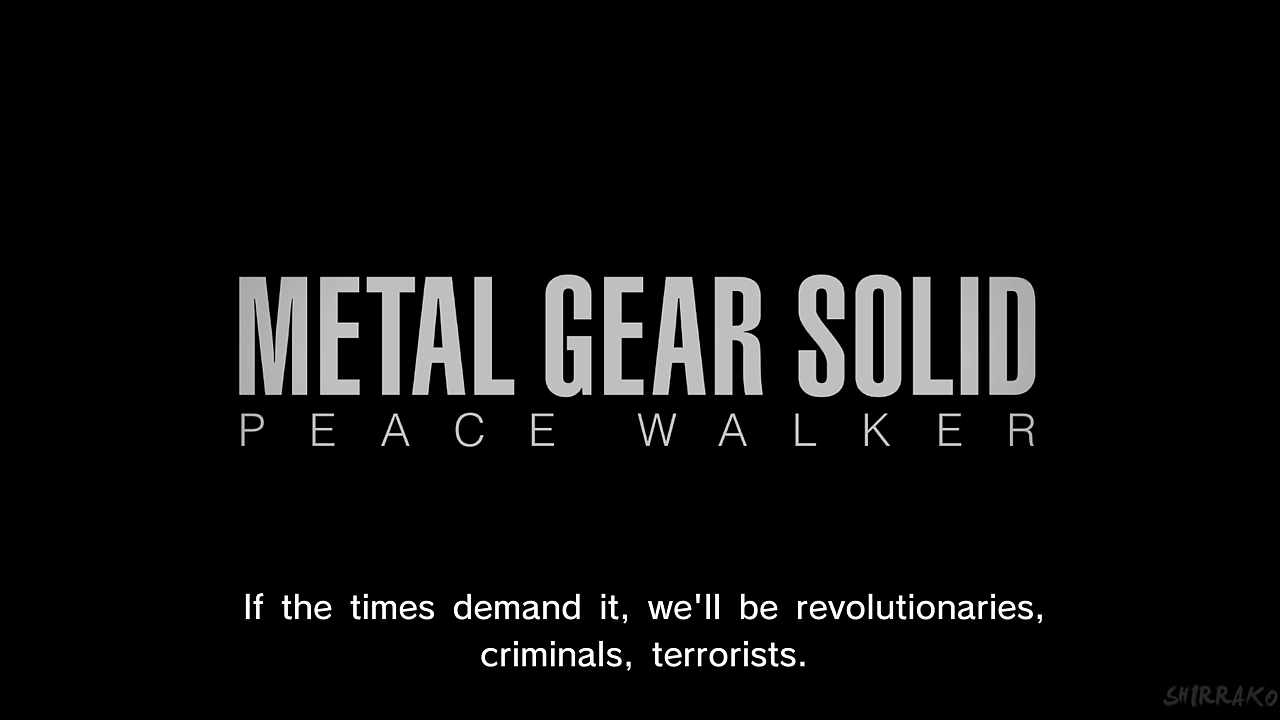 METAL GEAR SOLID
PEACE WALKER
If the times demand it, we'll be revolutionaries,
criminals, terrorists.
SHIRRAKO